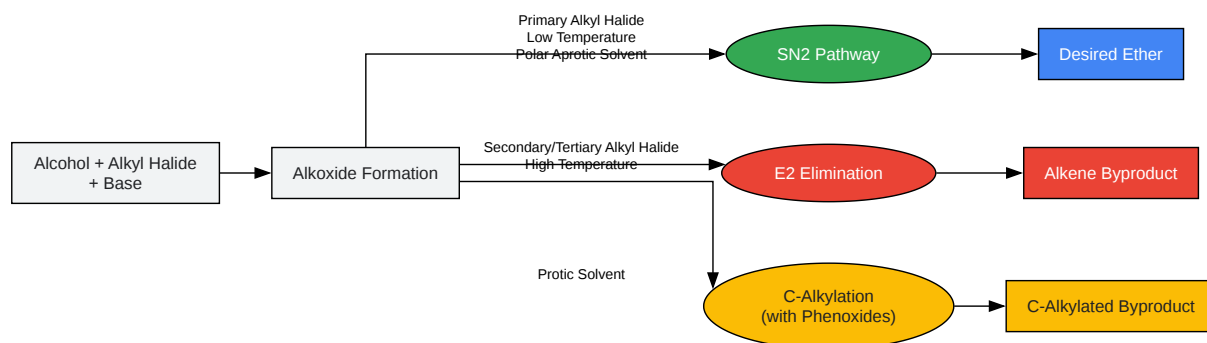 Primary Alkyl Halide
Low Temperature
Polar Aprotic Solvent
SN2 Pathway
Desired Ether
Alcohol + Alkyl Halide
+ Base
Alkoxide Formation
Secondary/Tertiary Alkyl Halide
High Temperature
E2 Elimination
Alkene Byproduct
Protic Solvent
C-Alkylation
(with Phenoxides)
C-Alkylated Byproduct